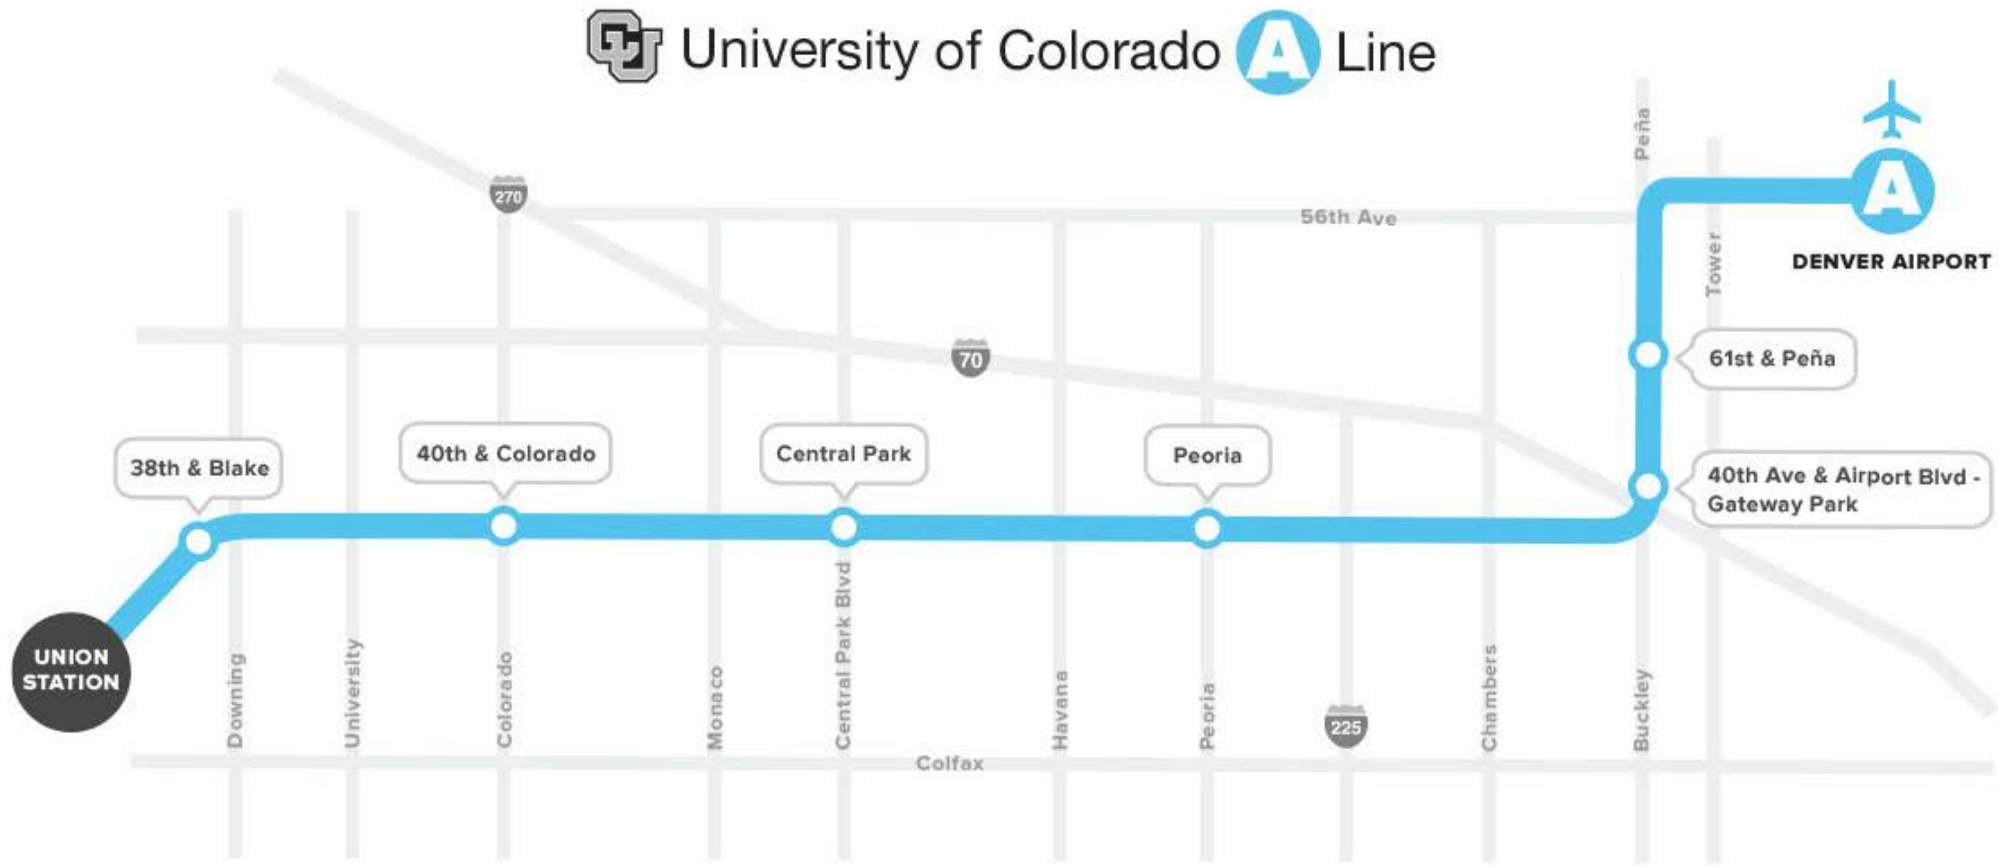 CU University of Colorado A Line
Peña
270
56th Ave
A
Tower
DENVER AIRPORT
70
61st & Peña
38th & Blake
40th & Colorado
Central Park
Peoria
40th Ave & Airport Blvd -
Gateway Park
UNION
STATION
Downing
University
Colorado
Monaco
Central Park Blvd
Havana
Peoria
225
Chambers
Buckley
Colfax